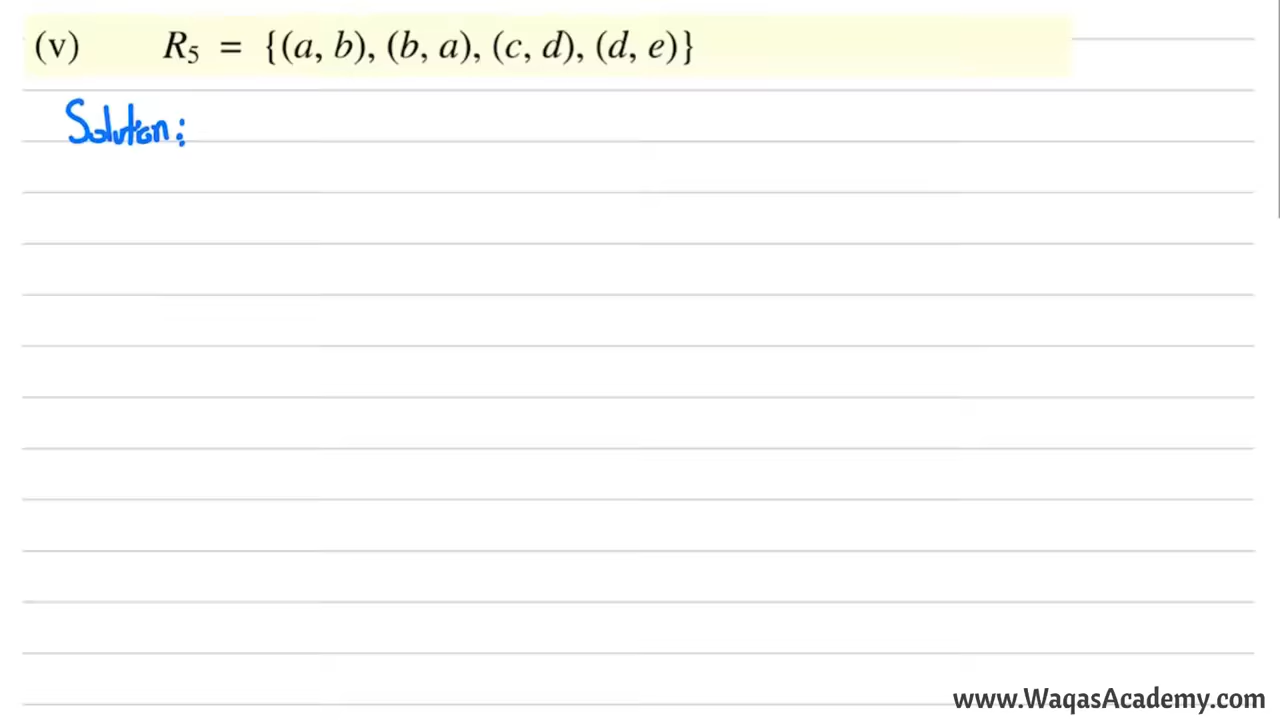 (v) R₅ = {(a, b), (b, a), (c, d), (d, e)}
Solution:
www.WaqasAcademy.com